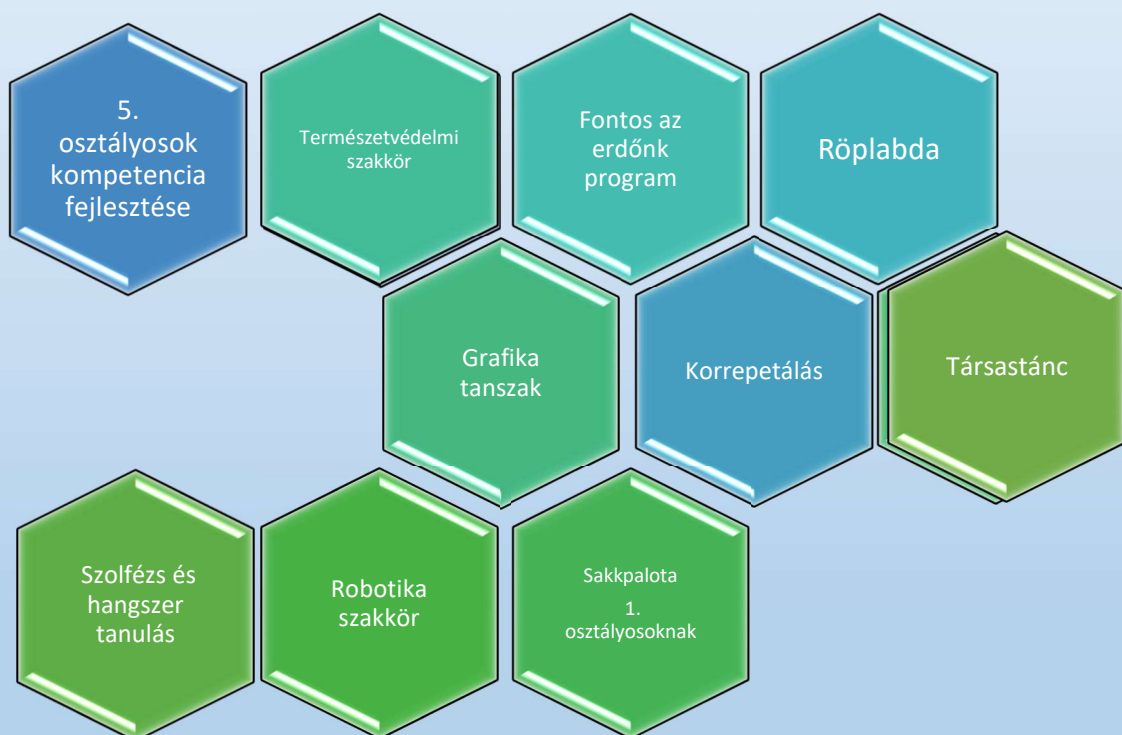 5.
osztályosok
kompetencia
fejlesztése
Természetvédelmi
szakkör
Fontos az
erdőnk
program
Röplabda
Grafika
tanszak
Korrepetálás
Társastánc
Szolfézs és
hangszer
tanulás
Robotika
szakkör
Sakkpalota
1.
osztályosoknak